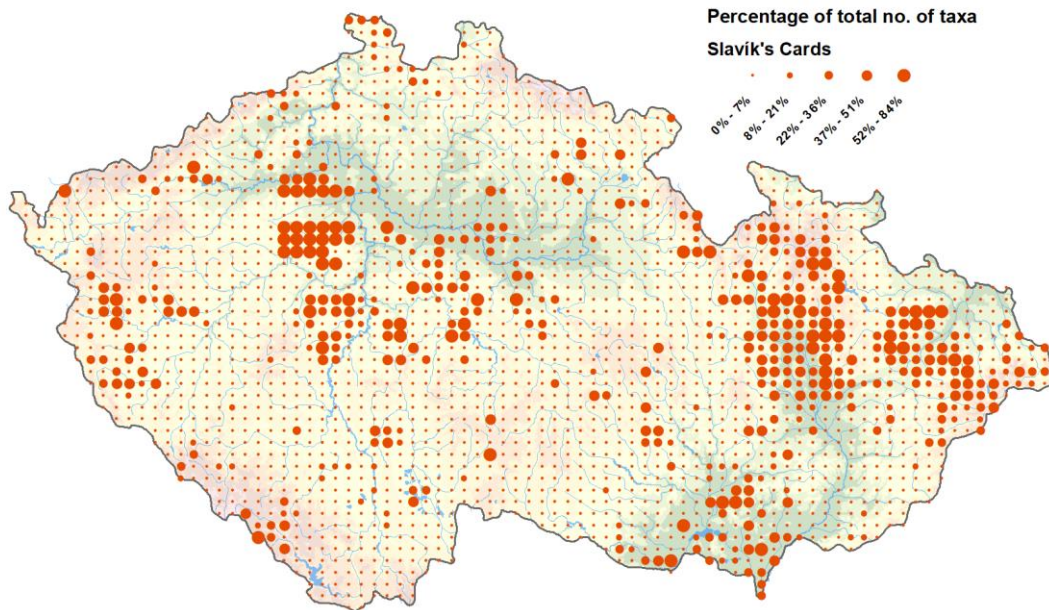 Percentage of total no. of taxa
Slavík's Cards
0% - 7%
8% - 21%
22% - 36%
37% - 51%
52% - 84%